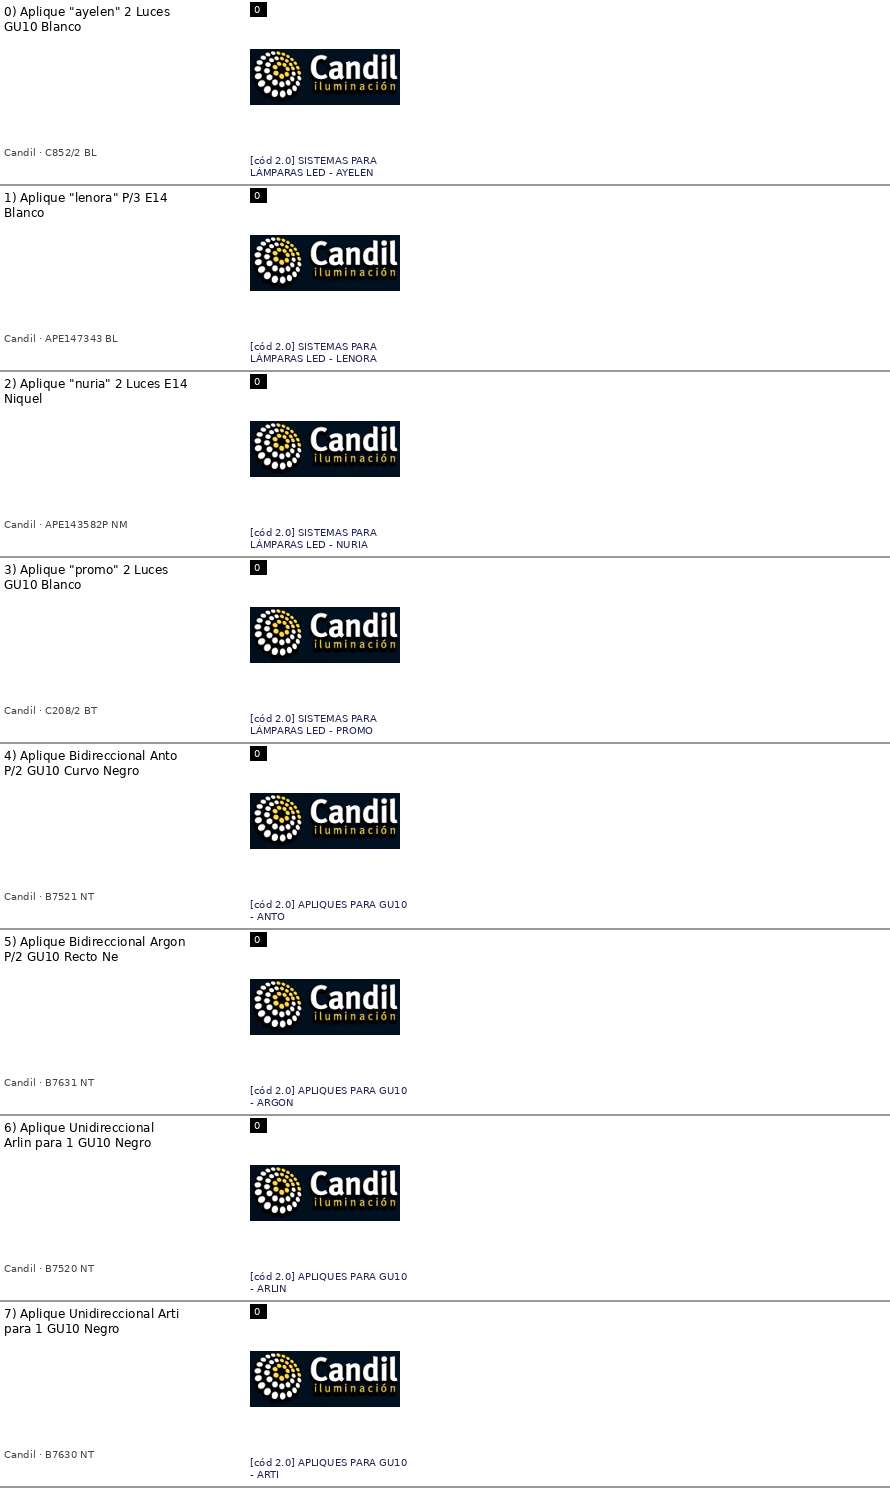 0) Aplique "ayelen" 2 Luces
GU10 Blanco
Candil · C852/2 BL
0
Candil
iluminación
[cód 2.0] SISTEMAS PARA
LÁMPARAS LED - AYELEN
1) Aplique "lenora" P/3 E14
Blanco
Candil · APE147343 BL
0
Candil
iluminación
[cód 2.0] SISTEMAS PARA
LÁMPARAS LED - LENORA
2) Aplique "nuria" 2 Luces E14
Niquel
Candil · APE143582P NM
0
Candil
iluminación
[cód 2.0] SISTEMAS PARA
LÁMPARAS LED - NURIA
3) Aplique "promo" 2 Luces
GU10 Blanco
Candil · C208/2 BT
0
Candil
iluminación
[cód 2.0] SISTEMAS PARA
LÁMPARAS LED - PROMO
4) Aplique Bidireccional Anto
P/2 GU10 Curvo Negro
Candil · B7521 NT
0
Candil
iluminación
[cód 2.0] APLIQUES PARA GU10
- ANTO
5) Aplique Bidireccional Argon
P/2 GU10 Recto Ne
Candil · B7631 NT
0
Candil
iluminación
[cód 2.0] APLIQUES PARA GU10
- ARGON
6) Aplique Unidireccional
Arlin para 1 GU10 Negro
Candil · B7520 NT
0
Candil
iluminación
[cód 2.0] APLIQUES PARA GU10
- ARLIN
7) Aplique Unidireccional Arti
para 1 GU10 Negro
Candil · B7630 NT
0
Candil
iluminación
[cód 2.0] APLIQUES PARA GU10
- ARTI